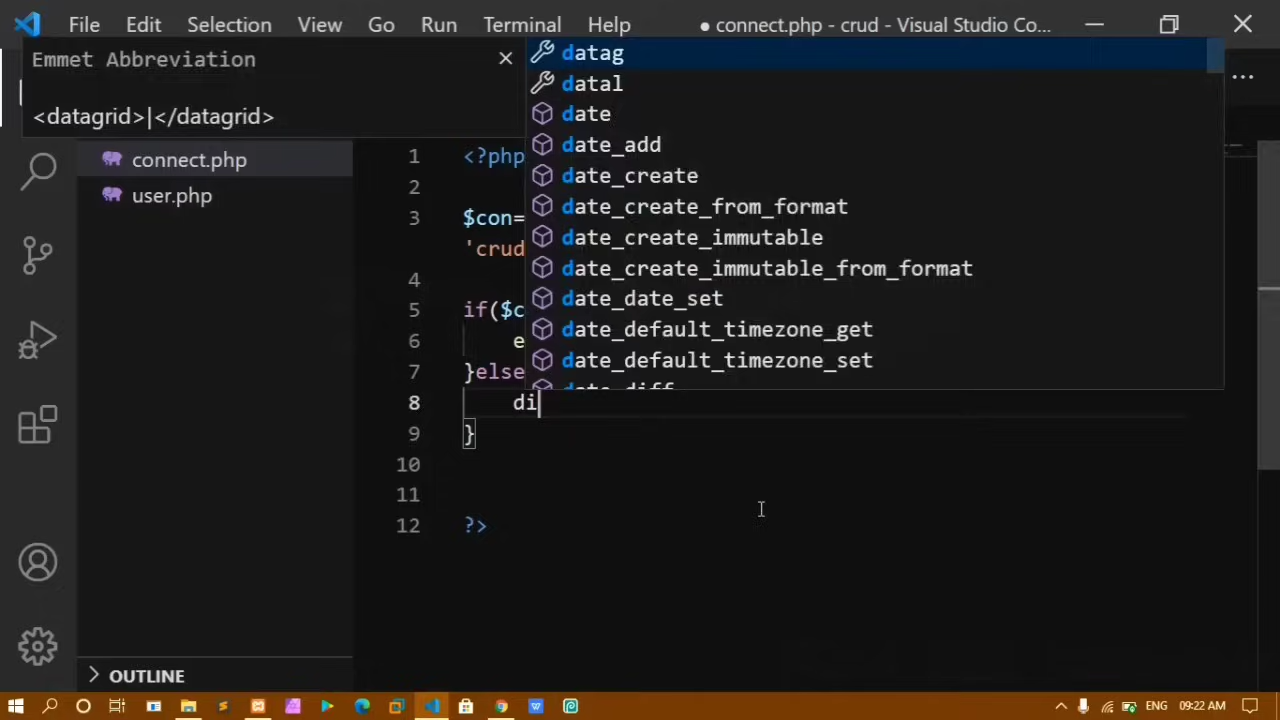 File Edit Selection View Go Run Terminal Help ● connect.php - crud - Visual Studio Co...
Emmet Abbreviation
<datagrid>|</datagrid>
datag
datal
date
date_add
date_create
date_create_from_format
date_create_immutable
date_create_immutable_from_format
date_date_set
date_default_timezone_get
date_default_timezone_set
date_diff
connect.php
user.php
OUTLINE
1 <?php
2
3 $con=
'crud
4
5 if($c
6 e
7 }else
8 di
9 }
10
11
12 ?>
ENG 09:22 AM